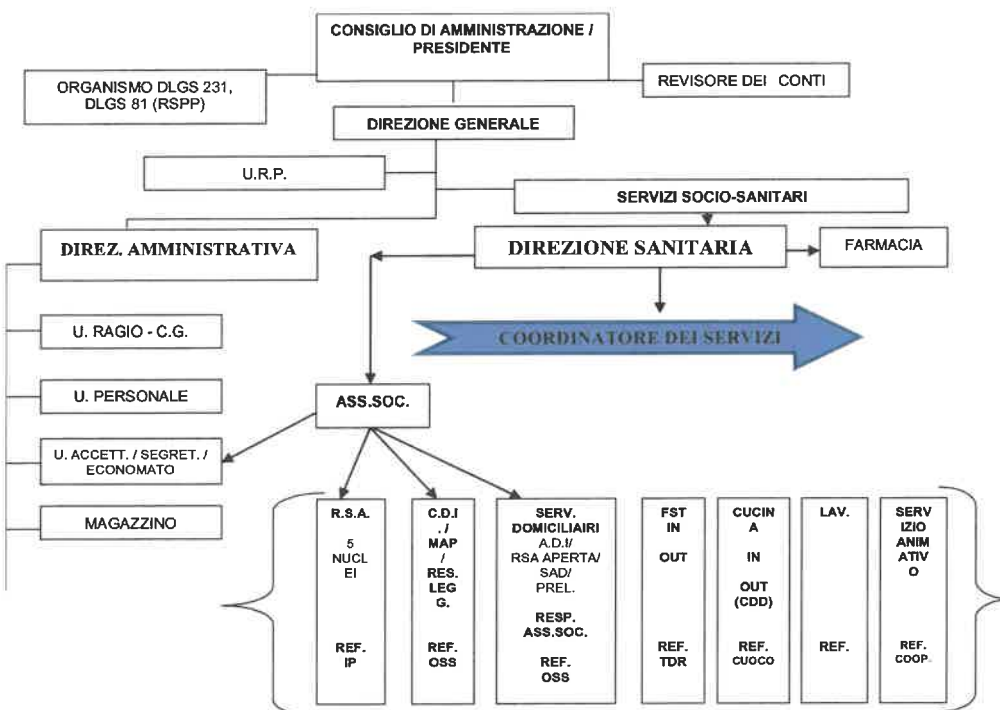 CONSIGLIO DI AMMINISTRAZIONE /
PRESIDENTE
ORGANISMO DLGS 231,
DLGS 81 (RSPP)
REVISORE DEI CONTI
DIREZIONE GENERALE
U.R.P.
SERVIZI SOCIO-SANITARI
DIREZ. AMMINISTRATIVA
DIREZIONE SANITARIA
FARMACIA
U. RAGIO - C.G.
COORDINATORE DEI SERVIZI
U. PERSONALE
ASS.SOC.
U. ACCETT. / SEGRET. /
ECONOMATO
MAGAZZINO
R.S.A.
5
NUCL
EI
REF.
IP
C.D.I
. /
MAP
/
RES.
LEG
G.
REF.
OSS
SERV.
DOMICILIAIRI
A.D.I/
RSA APERTA/
SAD/
PREL.
RESP.
ASS.SOC.
REF.
OSS
FST
IN
OUT
REF.
TDR
CUCIN
A
IN
OUT
(CDD)
REF.
CUOCO
LAV.
REF.
SERV
IZIO
ANIM
ATIV
O
REF.
COOP.